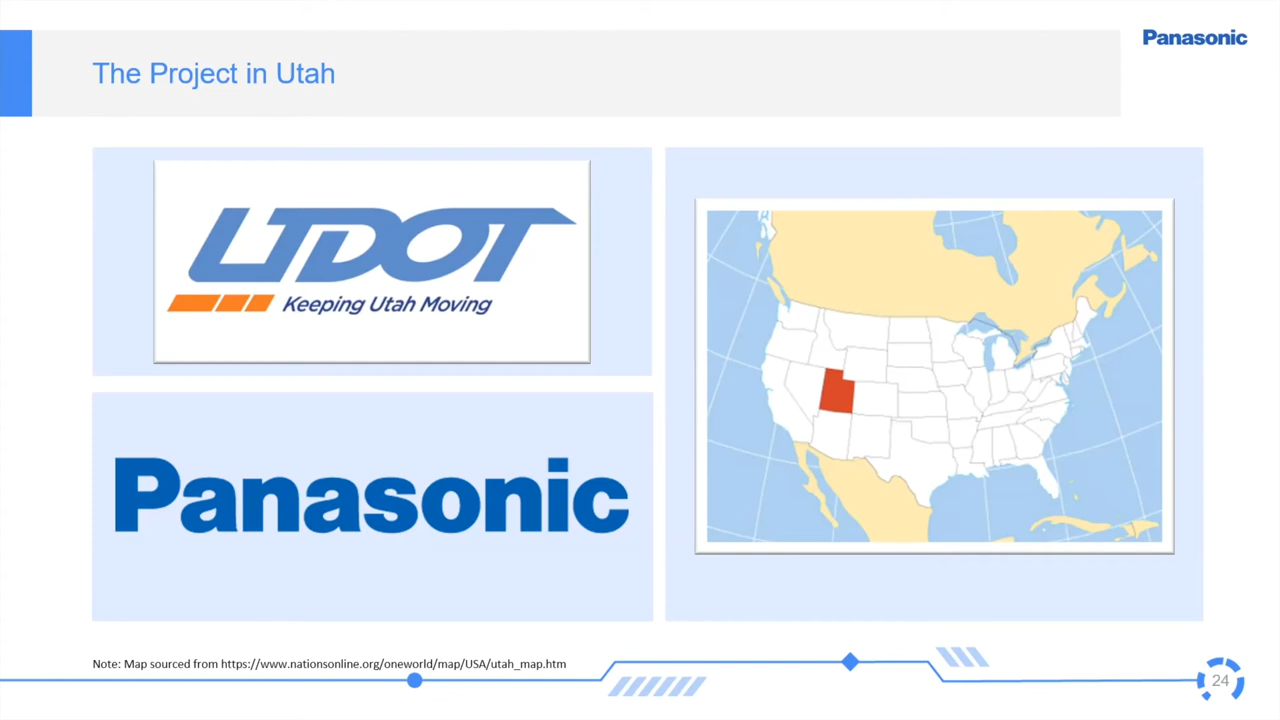 Panasonic
The Project in Utah
UDOT
Keeping Utah Moving
Panasonic
Note: Map sourced from https://www.nationsonline.org/oneworld/map/USA/utah_map.htm
24